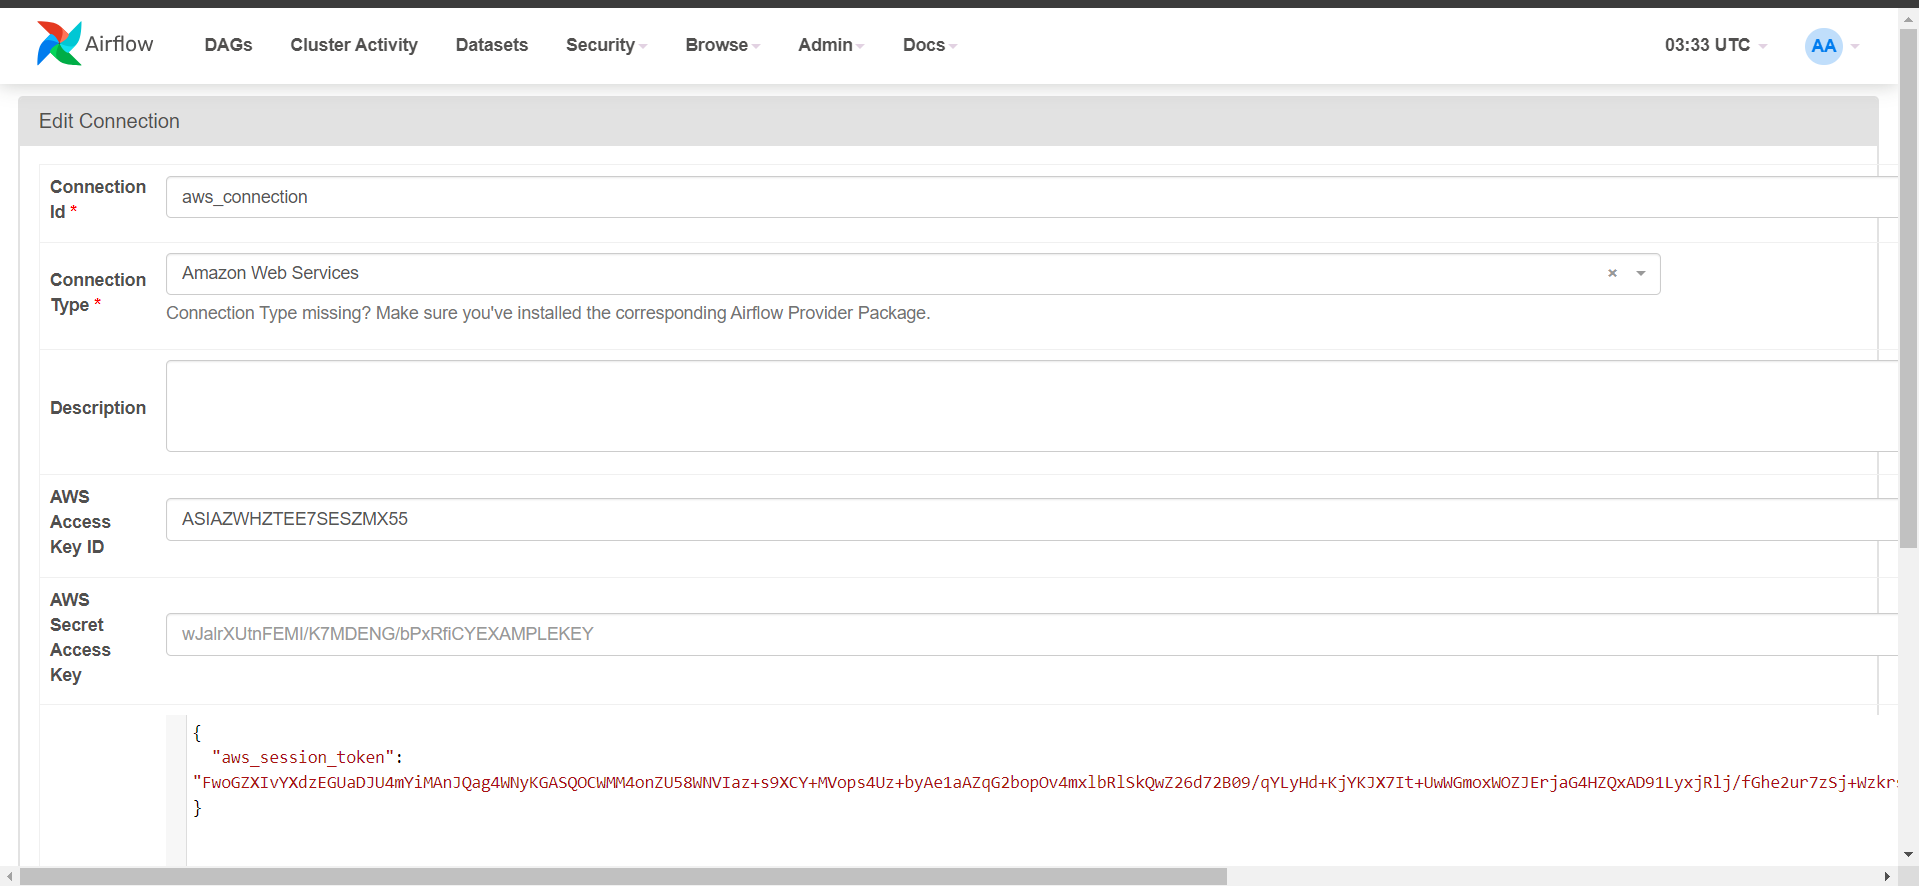 Airflow DAGs Cluster Activity Datasets Security Browse Admin Docs 03:33 UTC AA
Edit Connection
Connection
Id *
aws_connection
Connection
Type *
Amazon Web Services
Connection Type missing? Make sure you've installed the corresponding Airflow Provider Package.
Description
AWS
Access
Key ID
ASIAZWHZTEE7SESZMX55
AWS
Secret
Access
Key
wJalrXUtnFEMI/K7MDENG/bPxRfiCYEXAMPLEKEY
{
"aws_session_token":
"FwoGZXIvYXdzEGUaDJU4mYiMAnJQag4WNyKGASQOCWMM4onZU58WNVIaz+s9XCY+MVops4Uz+byAe1aAZqG2bopOv4mxlbRlSkQwZ26d72B09/qYLyHd+KjYKJX7It+UwWGmoxWOZJErjaG4HZQxAD91LyxjRlj/fGhe2ur7zSj+Wzkrs
}